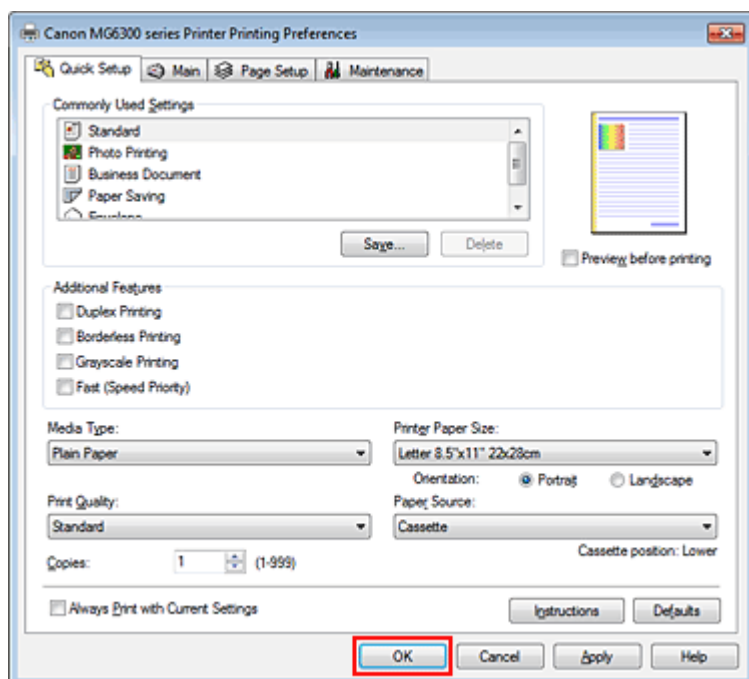 Canon MG6300 series Printer Printing Preferences
Quick Setup Main Page Setup Maintenance
Commonly Used Settings
Standard
Photo Printing
Business Document
Paper Saving
Save... Delete
Preview before printing
Additional Features
Duplex Printing
Borderless Printing
Grayscale Printing
Fast (Speed Priority)
Media Type: Printer Paper Size:
Plain Paper Letter 8.5"x11" 22x28cm
Orientation: Portrait Landscape
Print Quality: Paper Source:
Standard Cassette
Cassette position: Lower
Copies: 1 (1-999)
Always Print with Current Settings Instructions Defaults
OK Cancel Apply Help